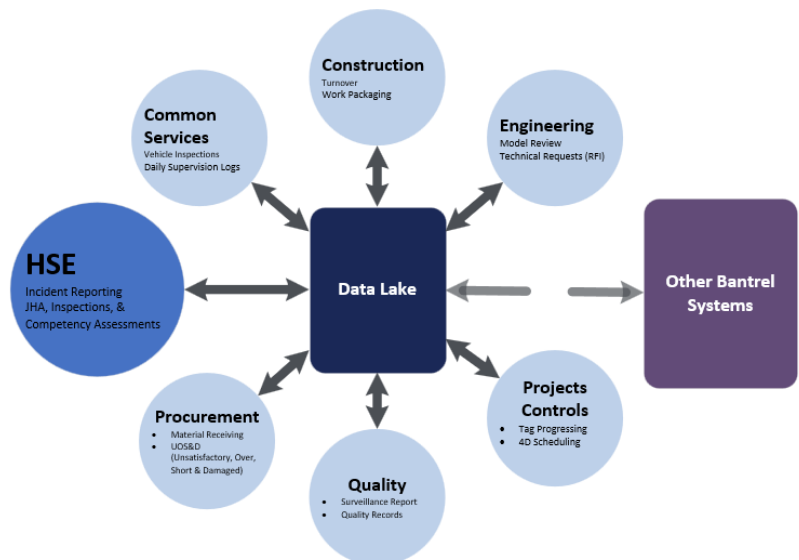 Construction
Turnover
Work Packaging
Common
Services
Vehicle Inspections
Daily Supervision Logs
Engineering
Model Review
Technical Requests (RFI)
HSE
Incident Reporting
JHA, Inspections, &
Competency Assessments
Data Lake
Other Bantrel
Systems
Procurement
• Material Receiving
• UOS&D
(Unsatisfactory, Over,
Short & Damaged)
Quality
• Surveillance Report
• Quality Records
Projects
Controls
• Tag Progressing
• 4D Scheduling